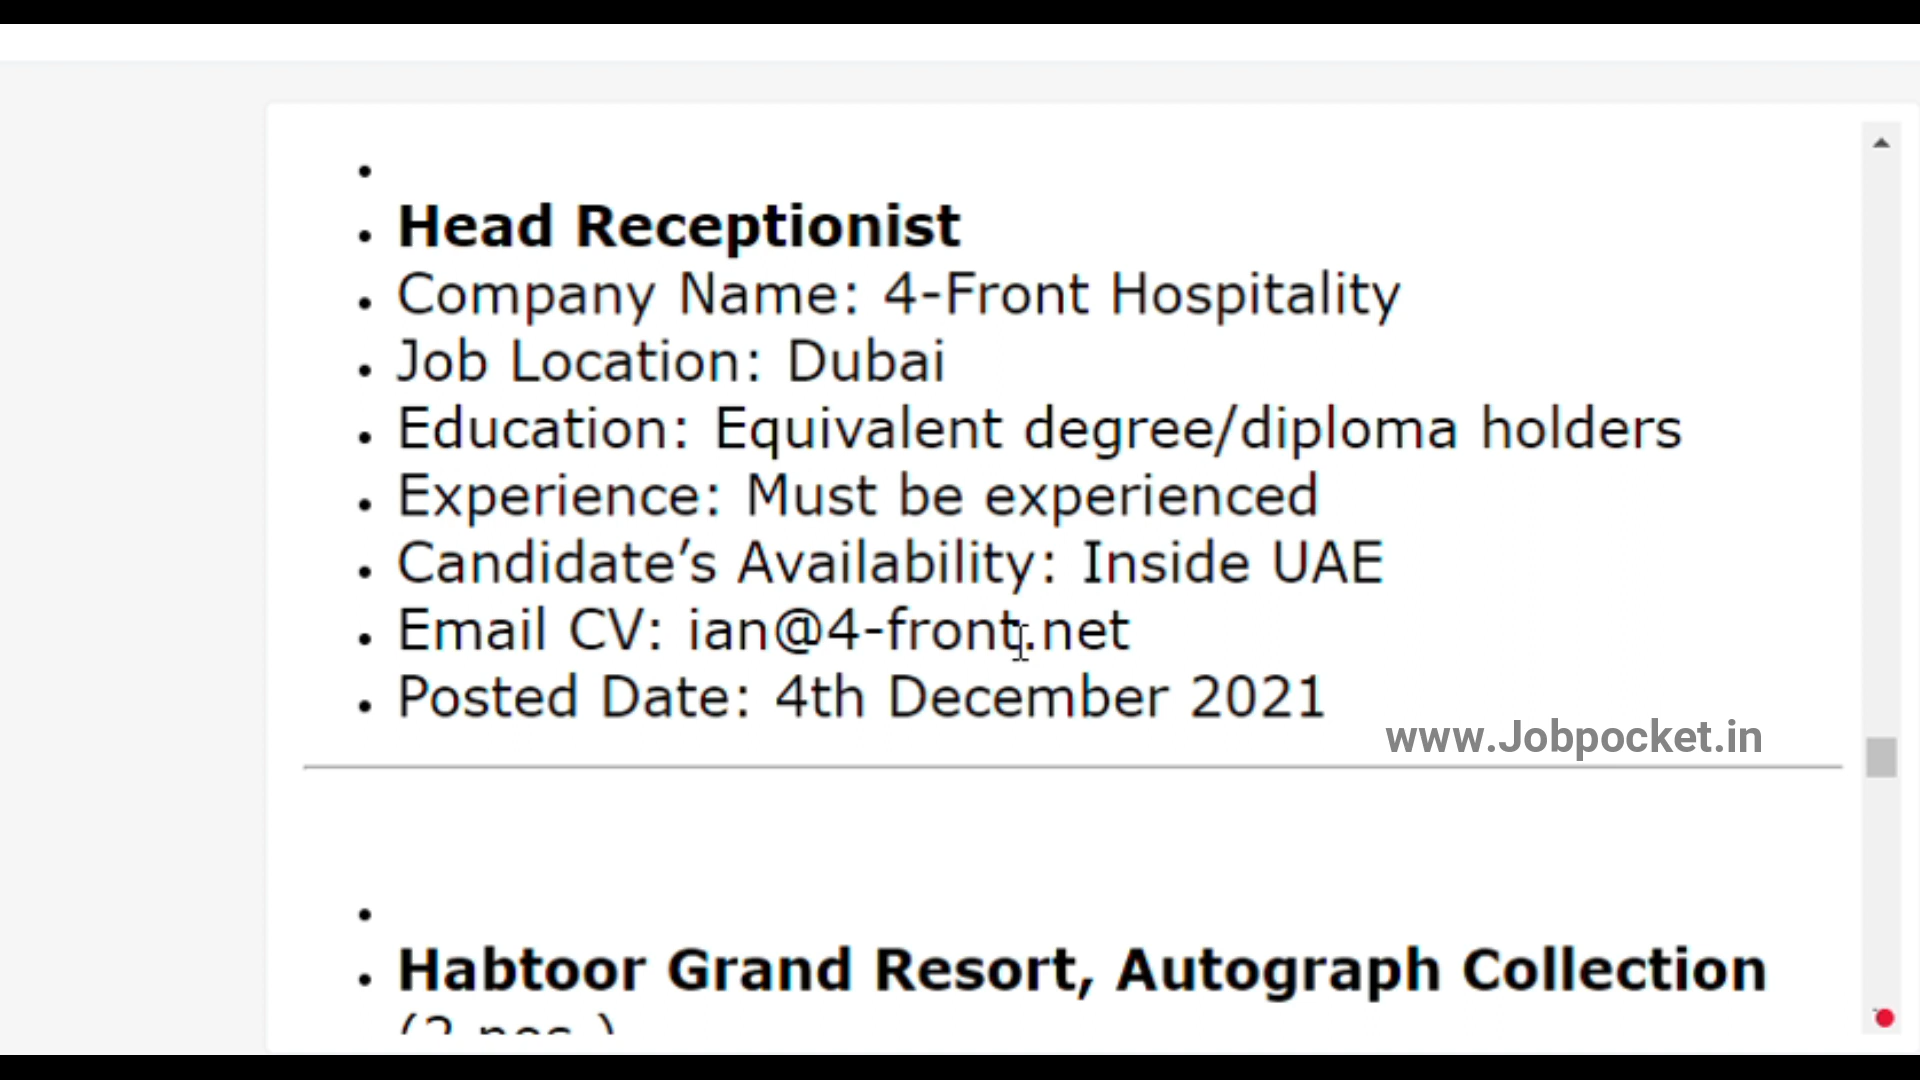 Head Receptionist
Company Name: 4-Front Hospitality
Job Location: Dubai
Education: Equivalent degree/diploma holders
Experience: Must be experienced
Candidate’s Availability: Inside UAE
Email CV: ian@4-front.net
Posted Date: 4th December 2021
www.Jobpocket.in
Habtoor Grand Resort, Autograph Collection